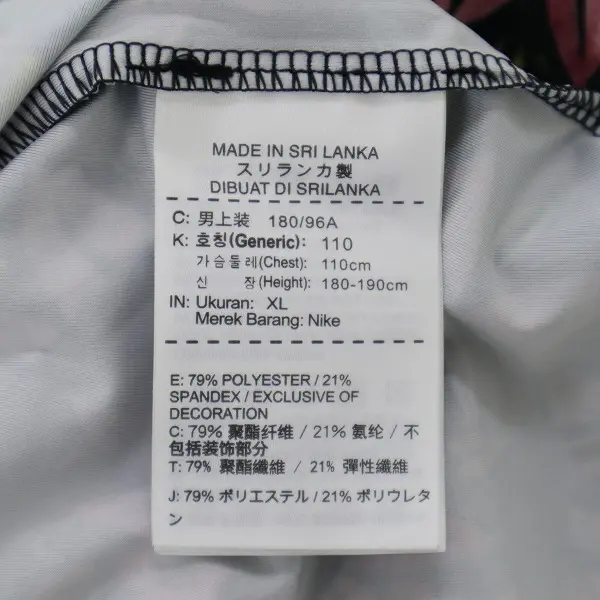 MADE IN SRI LANKA
スリランカ製
DIBUAT DI SRILANKA
C: 男上装 180/96A
K: 호칭(Generic): 110
가슴둘레(Chest): 110cm
신 장(Height): 180-190cm
IN: Ukuran: XL
Merek Barang: Nike
E: 79% POLYESTER / 21%
SPANDEX / EXCLUSIVE OF
DECORATION
C: 79% 聚酯纤维 / 21% 氨纶 / 不
包括装饰部分
T: 79% 聚酯纖維 / 21% 彈性纖維
J: 79% ポリエステル / 21% ポリウレタ
ン